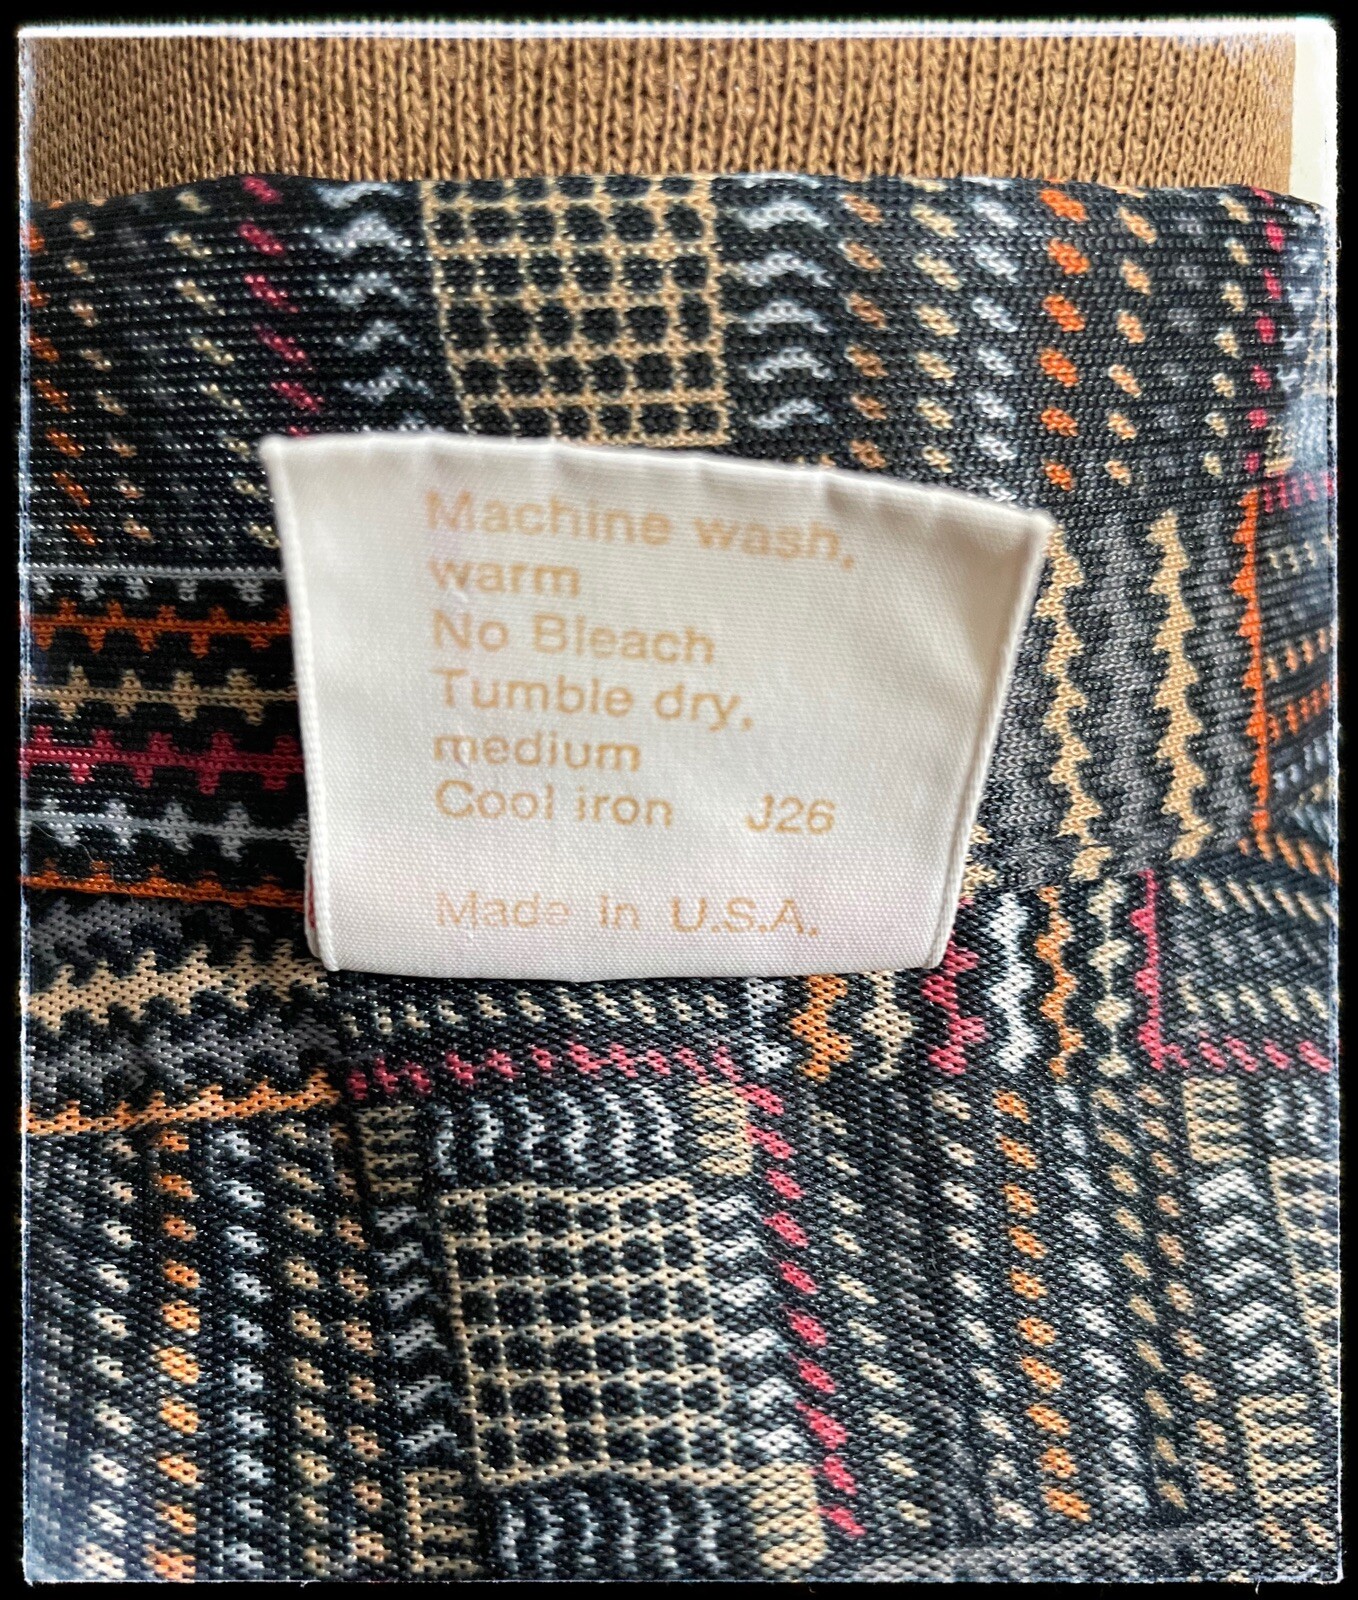 Machine wash,
warm
No Bleach
Tumble dry,
medium
Cool iron J26
Made in U.S.A.